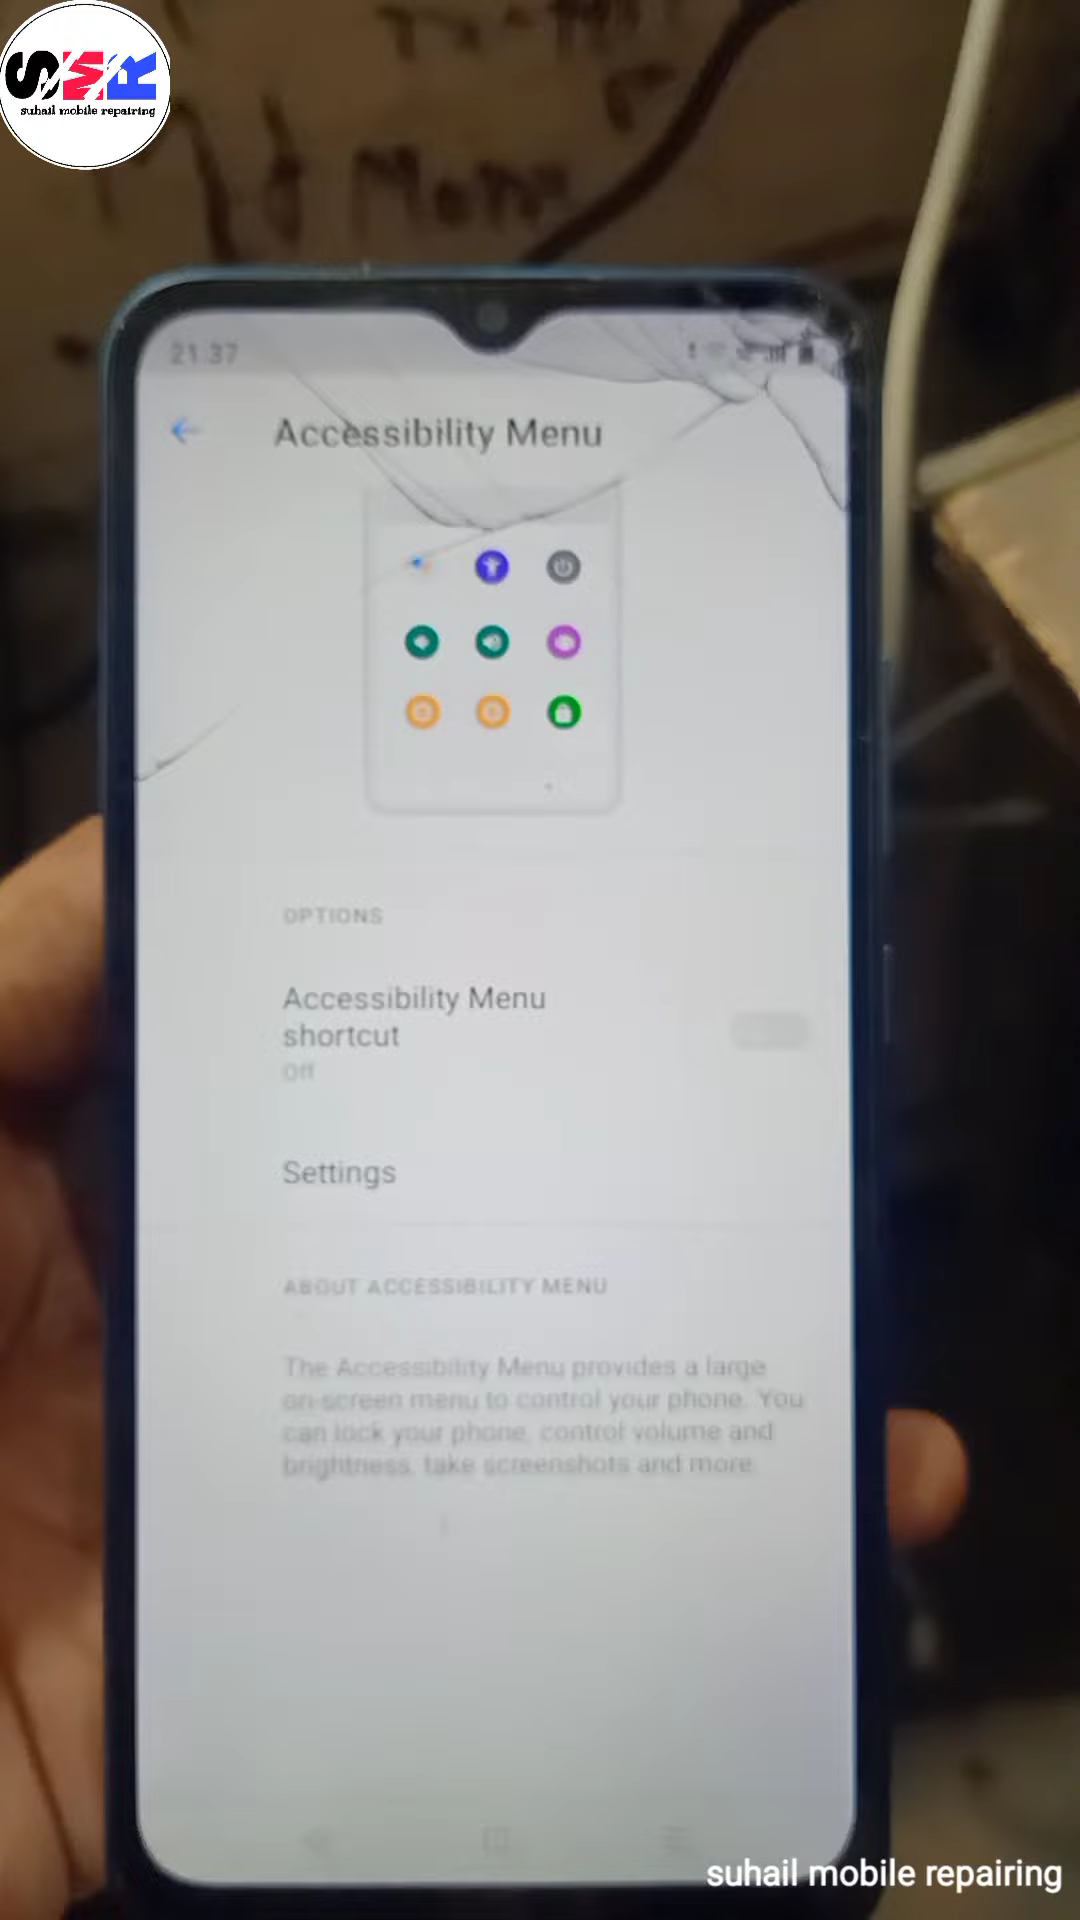 SMR
suhail mobile repairing
21:37
Accessibility Menu
OPTIONS
Accessibility Menu
shortcut
Off
Settings
ABOUT ACCESSIBILITY MENU
The Accessibility Menu provides a large
on-screen menu to control your phone. You
can lock your phone, control volume and
brightness, take screenshots and more.
suhail mobile repairing